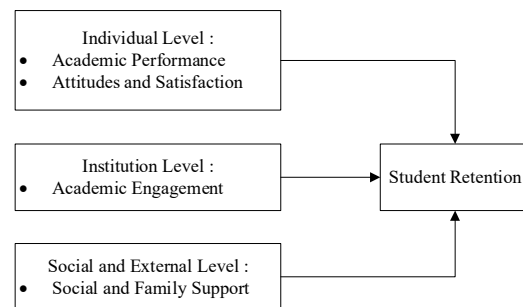 Individual Level :
• Academic Performance
• Attitudes and Satisfaction
Institution Level :
• Academic Engagement
Student Retention
Social and External Level :
• Social and Family Support